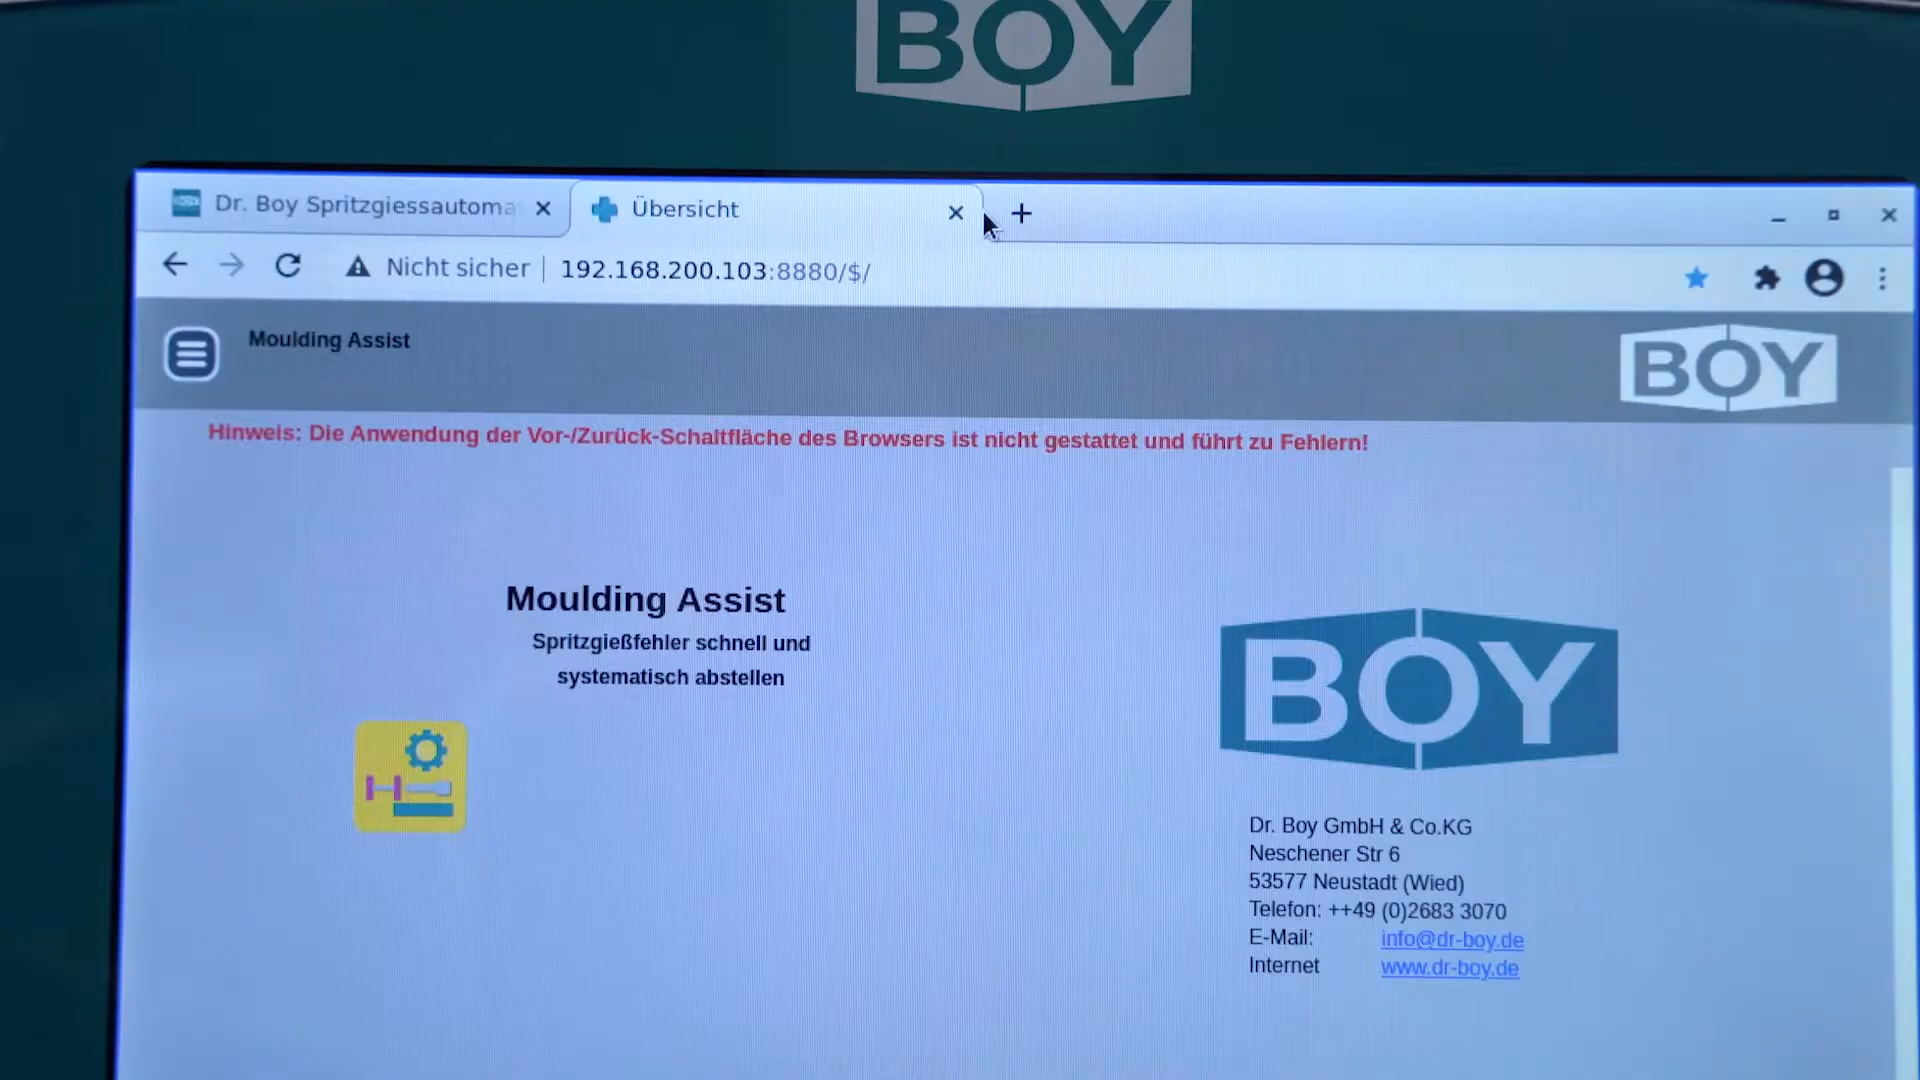 BOY
Dr. Boy Spritzgiessautoma
Übersicht
Nicht sicher
192.168.200.103:8880/$/
Moulding Assist
BOY
Hinweis: Die Anwendung der Vor-/Zurück-Schaltfläche des Browsers ist nicht gestattet und führt zu Fehlern!
Moulding Assist
Spritzgießfehler schnell und
systematisch abstellen
BOY
Dr. Boy GmbH & Co.KG
Neschener Str 6
53577 Neustadt (Wied)
Telefon: ++49 (0)2683 3070
E-Mail: info@dr-boy.de
Internet www.dr-boy.de